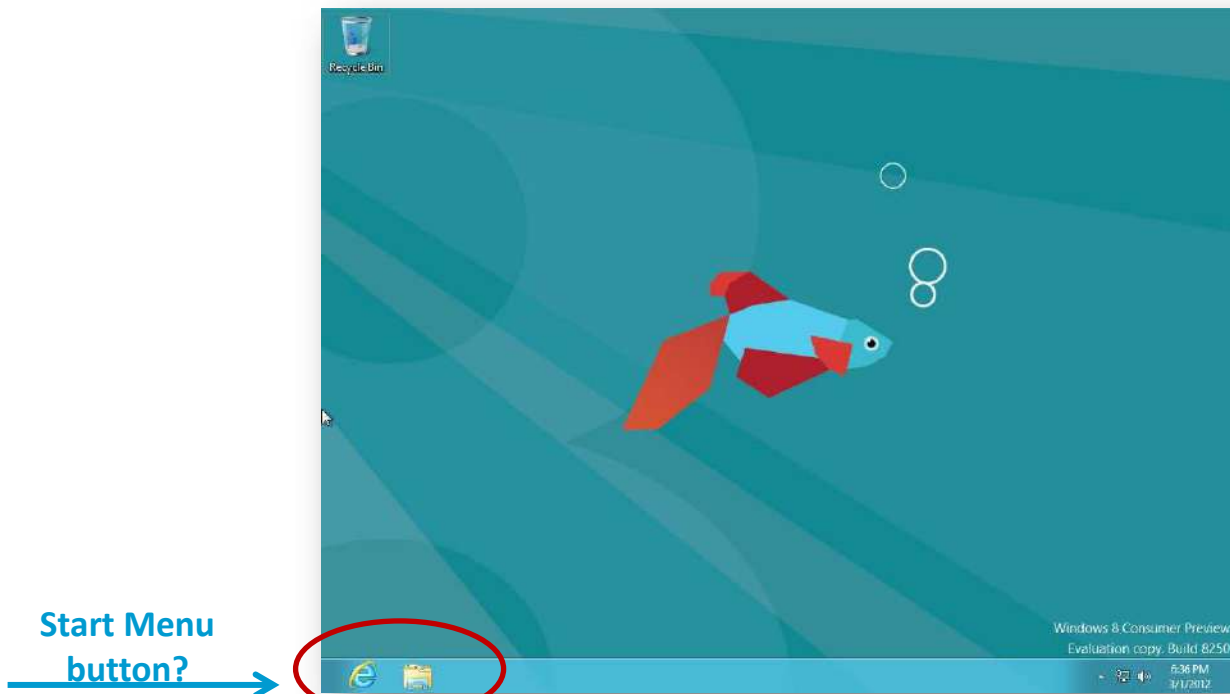 Recycle Bin
Start Menu
button?
Windows 8 Consumer Preview
Evaluation copy. Build 8250
6:36 PM
3/1/2012